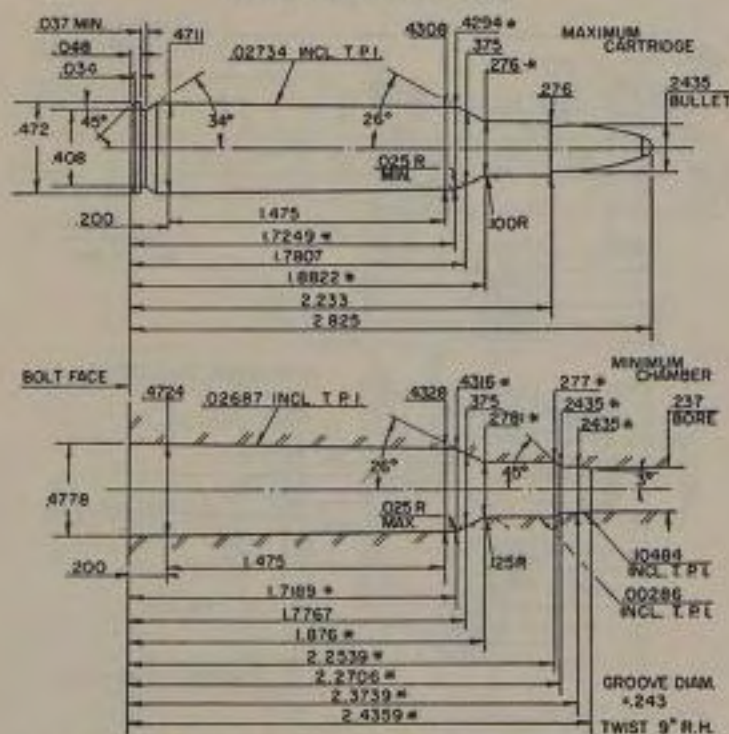 .037 MIN.
.048
.034
.4711
.02734 INCL. T.P.I.
.4308
.4294*
.375
.276*
.276
MAXIMUM
CARTRIDGE
.2435
BULLET
.472
45°
.408
34°
26°
.025 R
MIN.
.100R
.200
1.475
1.7249*
1.7807
1.8822*
2.233
2.825
BOLT FACE
.4724
.02687 INCL. T.P.I.
.4328
.4316*
.375
.2781*
.277*
.2435*
.2435*
MINIMUM
CHAMBER
.237
BORE
.4778
26°
45°
3°
.025 R
MAX.
.125R
.10484
INCL. T.P.I.
.00286
INCL. T.P.I.
.200
1.475
1.7189*
1.7767
1.876*
2.2539*
2.2706*
2.3739*
2.4359*
GROOVE DIAM.
.243
TWIST 9" R.H.